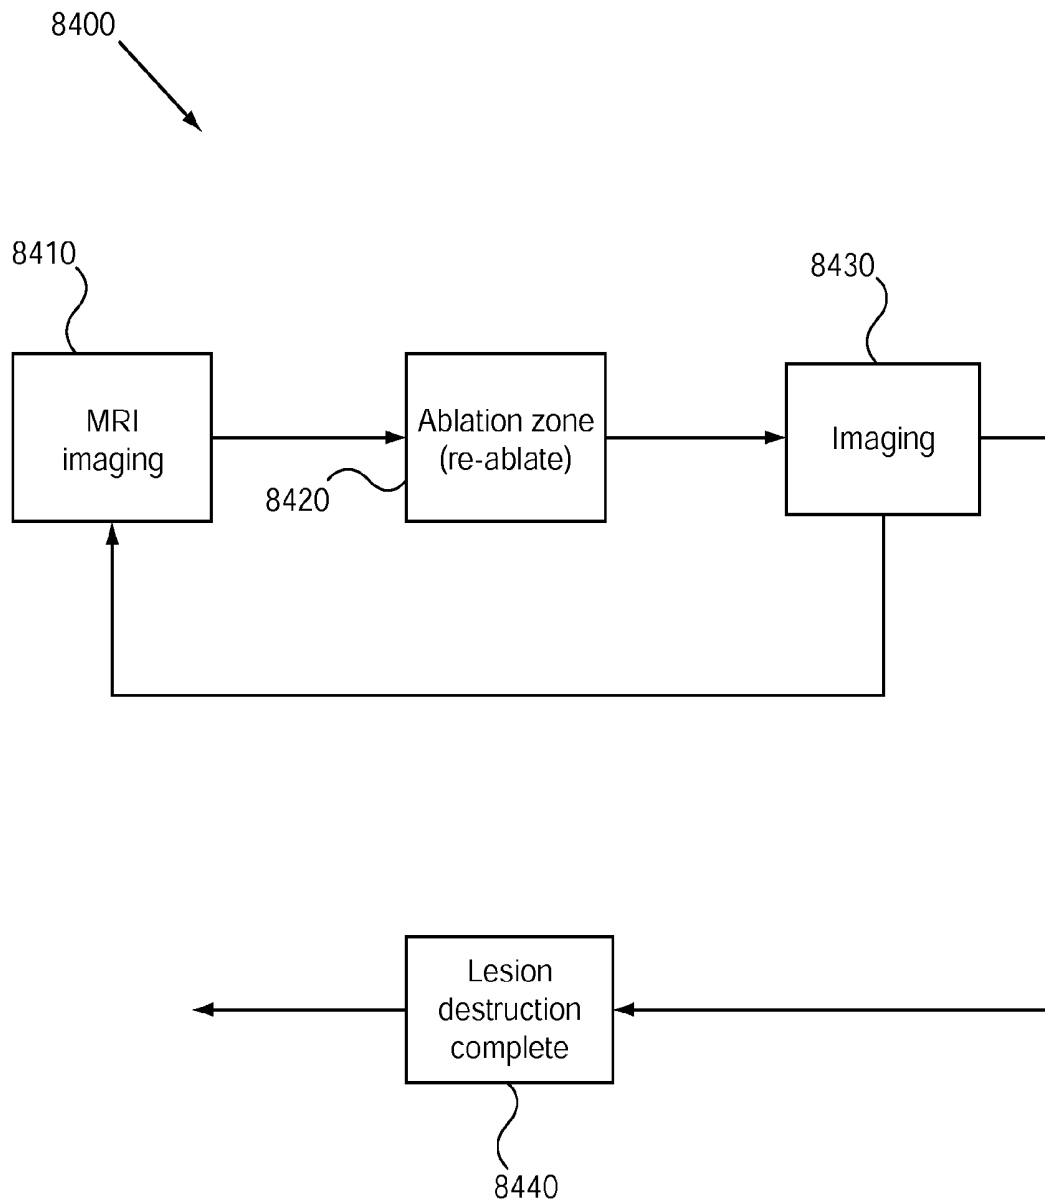 8400
8410
8430
MRI
imaging
Ablation zone
(re-ablate)
Imaging
8420
Lesion
destruction
complete
8440